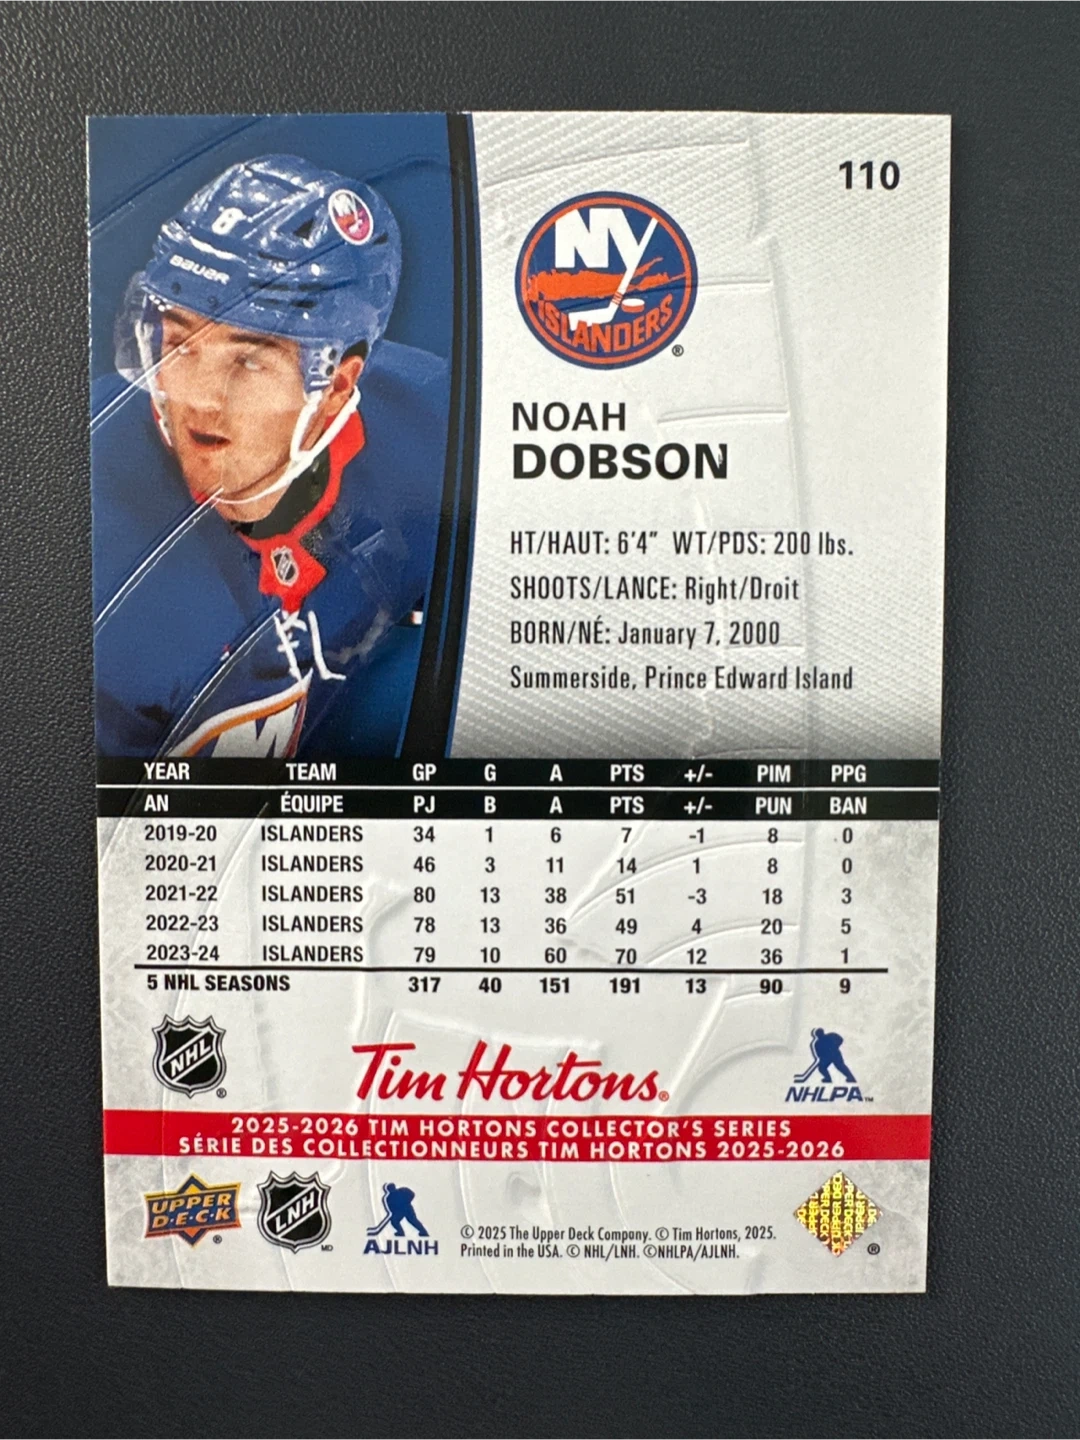 110
8
BAUER
NY
ISLANDERS
®
NOAH
DOBSON
HT/HAUT: 6'4" WT/PDS: 200 lbs.
SHOOTS/LANCE: Right/Droit
BORN/NÉ: January 7, 2000
Summerside, Prince Edward Island
YEAR TEAM GP G A PTS +/- PIM PPG
AN ÉQUIPE PJ B A PTS +/- PUN BAN
2019-20 ISLANDERS 34 1 6 7 -1 8 0
2020-21 ISLANDERS 46 3 11 14 1 8 0
2021-22 ISLANDERS 80 13 38 51 -3 18 3
2022-23 ISLANDERS 78 13 36 49 4 20 5
2023-24 ISLANDERS 79 10 60 70 12 36 1
5 NHL SEASONS 317 40 151 191 13 90 9
NHL ® Tim Hortons® NHLPA™
2025-2026 TIM HORTONS COLLECTOR'S SERIES
SÉRIE DES COLLECTIONNEURS TIM HORTONS 2025-2026
UPPER
D·E·C·K ®
LNH MD
AJLNH
© 2025 The Upper Deck Company. © Tim Hortons, 2025.
Printed in the USA. © NHL/LNH. ©NHLPA/AJLNH.
®